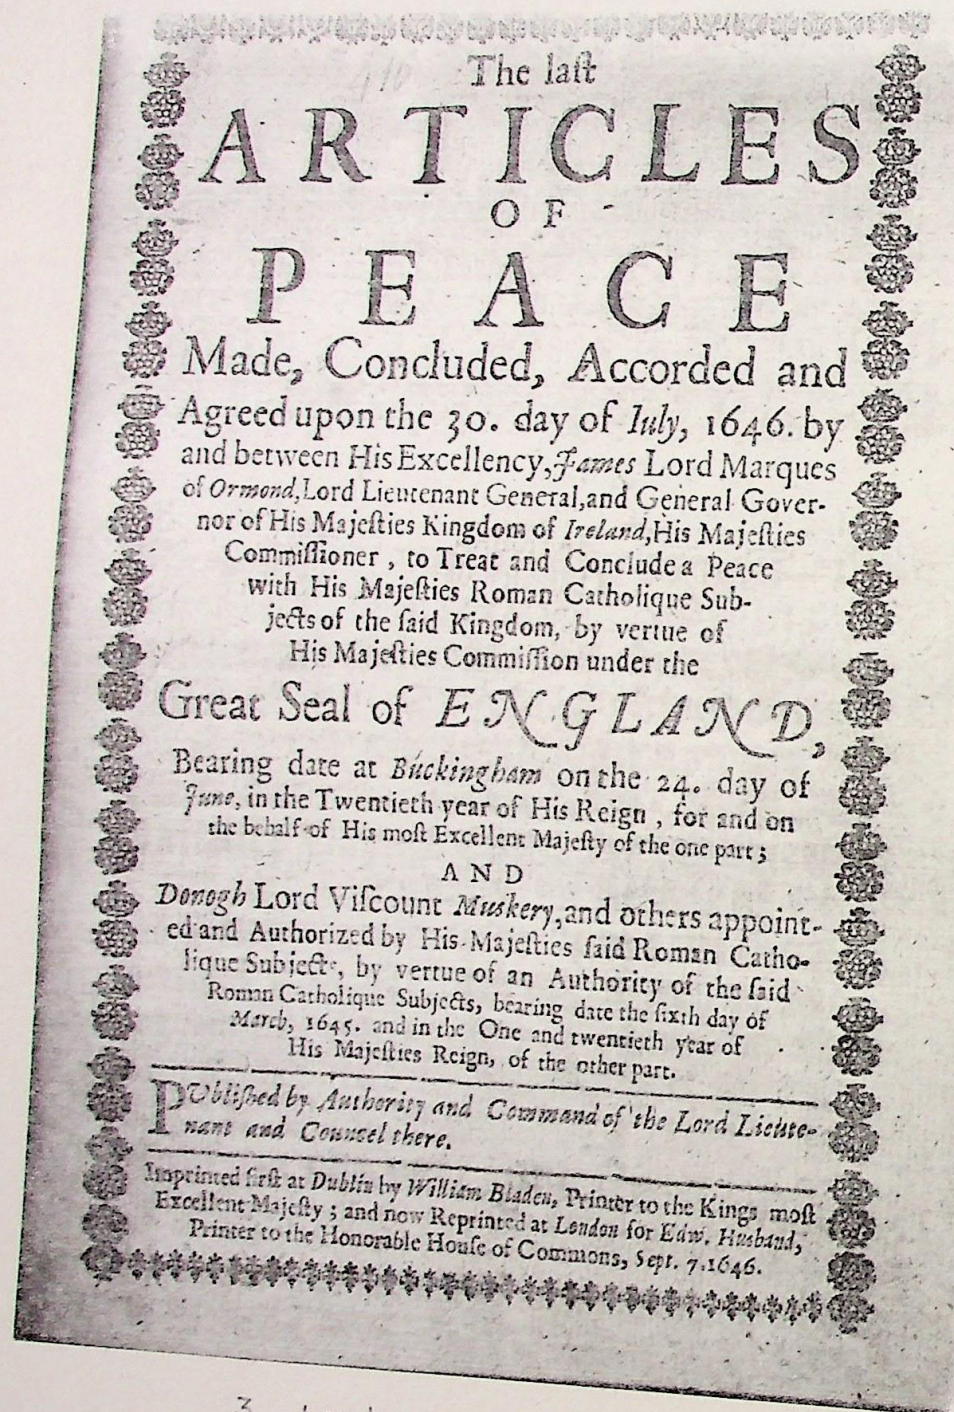 The laſt
ARTICLES
OF
PEACE
Made, Concluded, Accorded and
Agreed upon the 30. day of July, 1646. by
and between His Excellency, James Lord Marques
of Ormond, Lord Lieutenant General, and General Gover-
nor of His Majeſties Kingdom of Ireland, His Majeſties
Commiſſioner, to Treat and Conclude a Peace
with His Majeſties Roman Catholique Sub-
jects of the ſaid Kingdom, by vertue of
His Majeſties Commiſſion under the
Great Seal of ENGLAND,
Bearing date at Buckingham on the 24. day of
June, in the Twentieth year of His Reign, for and on
the behalf of His moſt Excellent Majeſty of the one part;
AND
Donogh Lord Viſcount Muskery, and others appoint-
ed and Authorized by His Majeſties ſaid Roman Catho-
lique Subjects, by vertue of an Authority of the ſaid
Roman Catholique Subjects, bearing date the ſixth day of
March, 1645. and in the One and twentieth year of
His Majeſties Reign, of the other part.
PUbliſhed by Authority and Command of the Lord Liehte-
nant and Counsel there.
Imprinted firſt at Dublin by William Bladen, Printer to the Kings moſt
Excellent Majeſty; and now Reprinted at London for Edw. Husband,
Printer to the Honorable Houſe of Commons, Sept. 7. 1646.